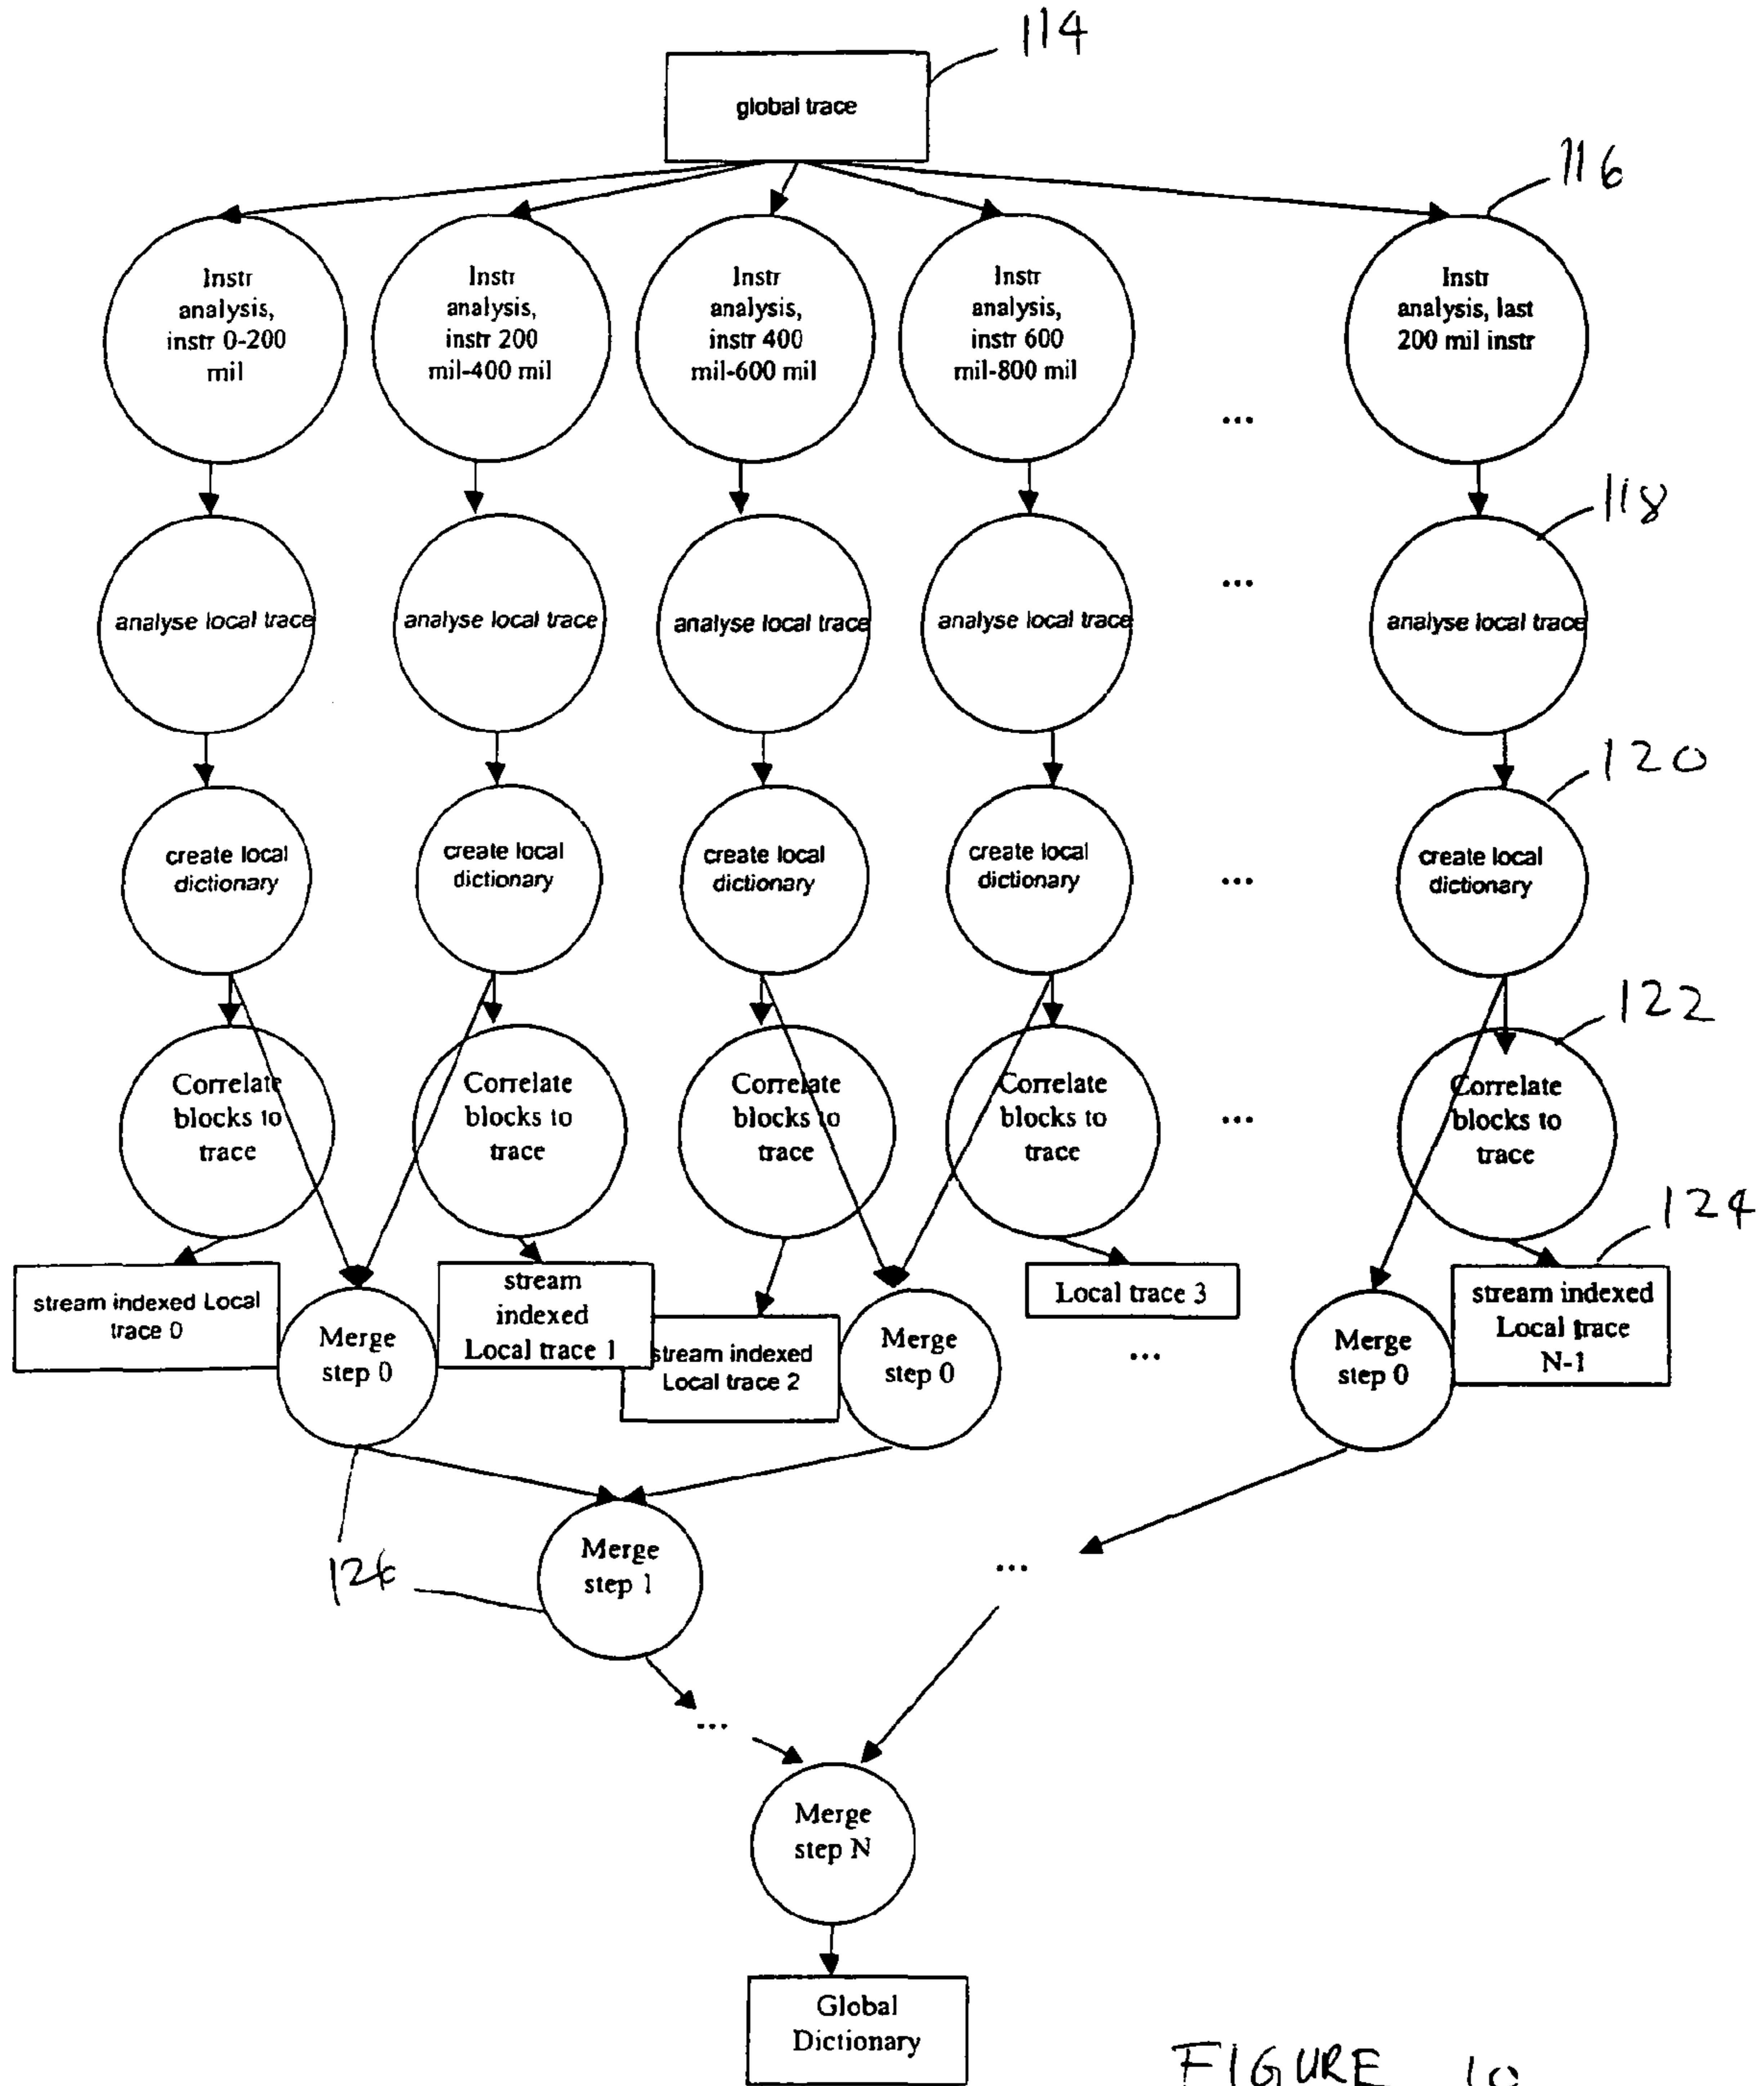 114
global trace
116
Instr
analysis,
instr 0-200
mil
Instr
analysis,
instr 200
mil-400 mil
Instr
analysis,
instr 400
mil-600 mil
Instr
analysis,
instr 600
mil-800 mil
...
Instr
analysis, last
200 mil instr
118
analyse local trace
analyse local trace
analyse local trace
analyse local trace
...
analyse local trace
120
create local
dictionary
create local
dictionary
create local
dictionary
create local
dictionary
...
create local
dictionary
122
Correlate
blocks to
trace
Correlate
blocks to
trace
Correlate
blocks to
trace
Correlate
blocks to
trace
...
Correlate
blocks to
trace
124
stream indexed Local
trace 0
Merge
step 0
stream
indexed
Local trace 1
stream indexed
Local trace 2
Merge
step 0
Local trace 3
...
Merge
step 0
stream indexed
Local trace
N-1
126
Merge
step 1
...
...
Merge
step N
Global
Dictionary
FIGURE 10